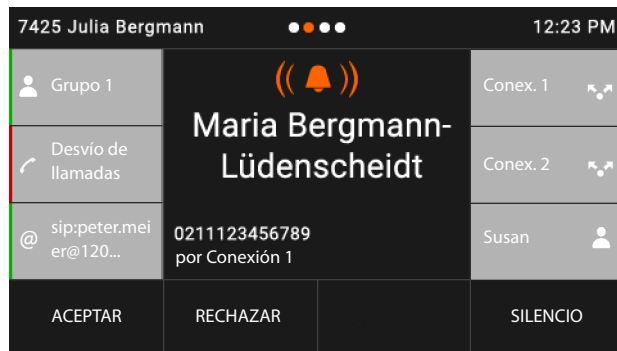 7425 Julia Bergmann
12:23 PM
Grupo 1
Desvío de
llamadas
@ sip:peter.mei
er@120...
Maria Bergmann-
Lüdenscheidt
0211123456789
por Conexión 1
Conex. 1
Conex. 2
Susan
ACEPTAR
RECHAZAR
SILENCIO